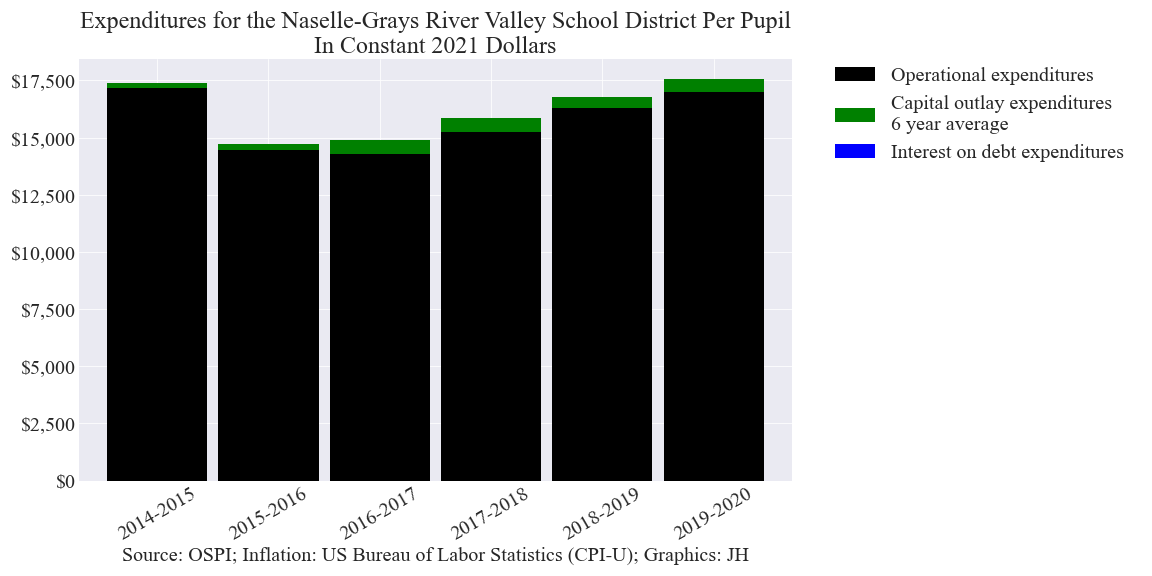 Expenditures for the Naselle-Grays River Valley School District Per Pupil
In Constant 2021 Dollars
$17,500
$15,000
$12,500
$10,000
$7,500
$5,000
$2,500
$0
2014-2015
2015-2016
2016-2017
2017-2018
2018-2019
2019-2020
Source: OSPI; Inflation: US Bureau of Labor Statistics (CPI-U); Graphics: JH
Operational expenditures
Capital outlay expenditures
6 year average
Interest on debt expenditures